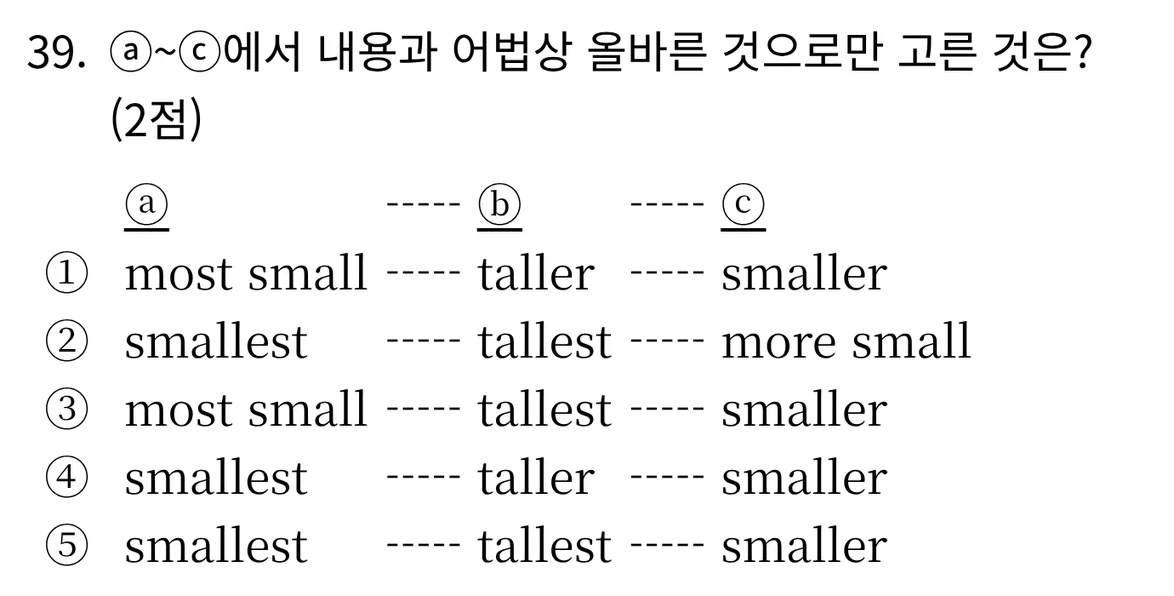 39. ⓐ~ⓒ에서 내용과 어법상 올바른 것으로만 고른 것은?
(2점)
ⓐ ----- ⓑ ----- ⓒ
① most small ----- taller ----- smaller
② smallest ----- tallest ----- more small
③ most small ----- tallest ----- smaller
④ smallest ----- taller ----- smaller
⑤ smallest ----- tallest ----- smaller